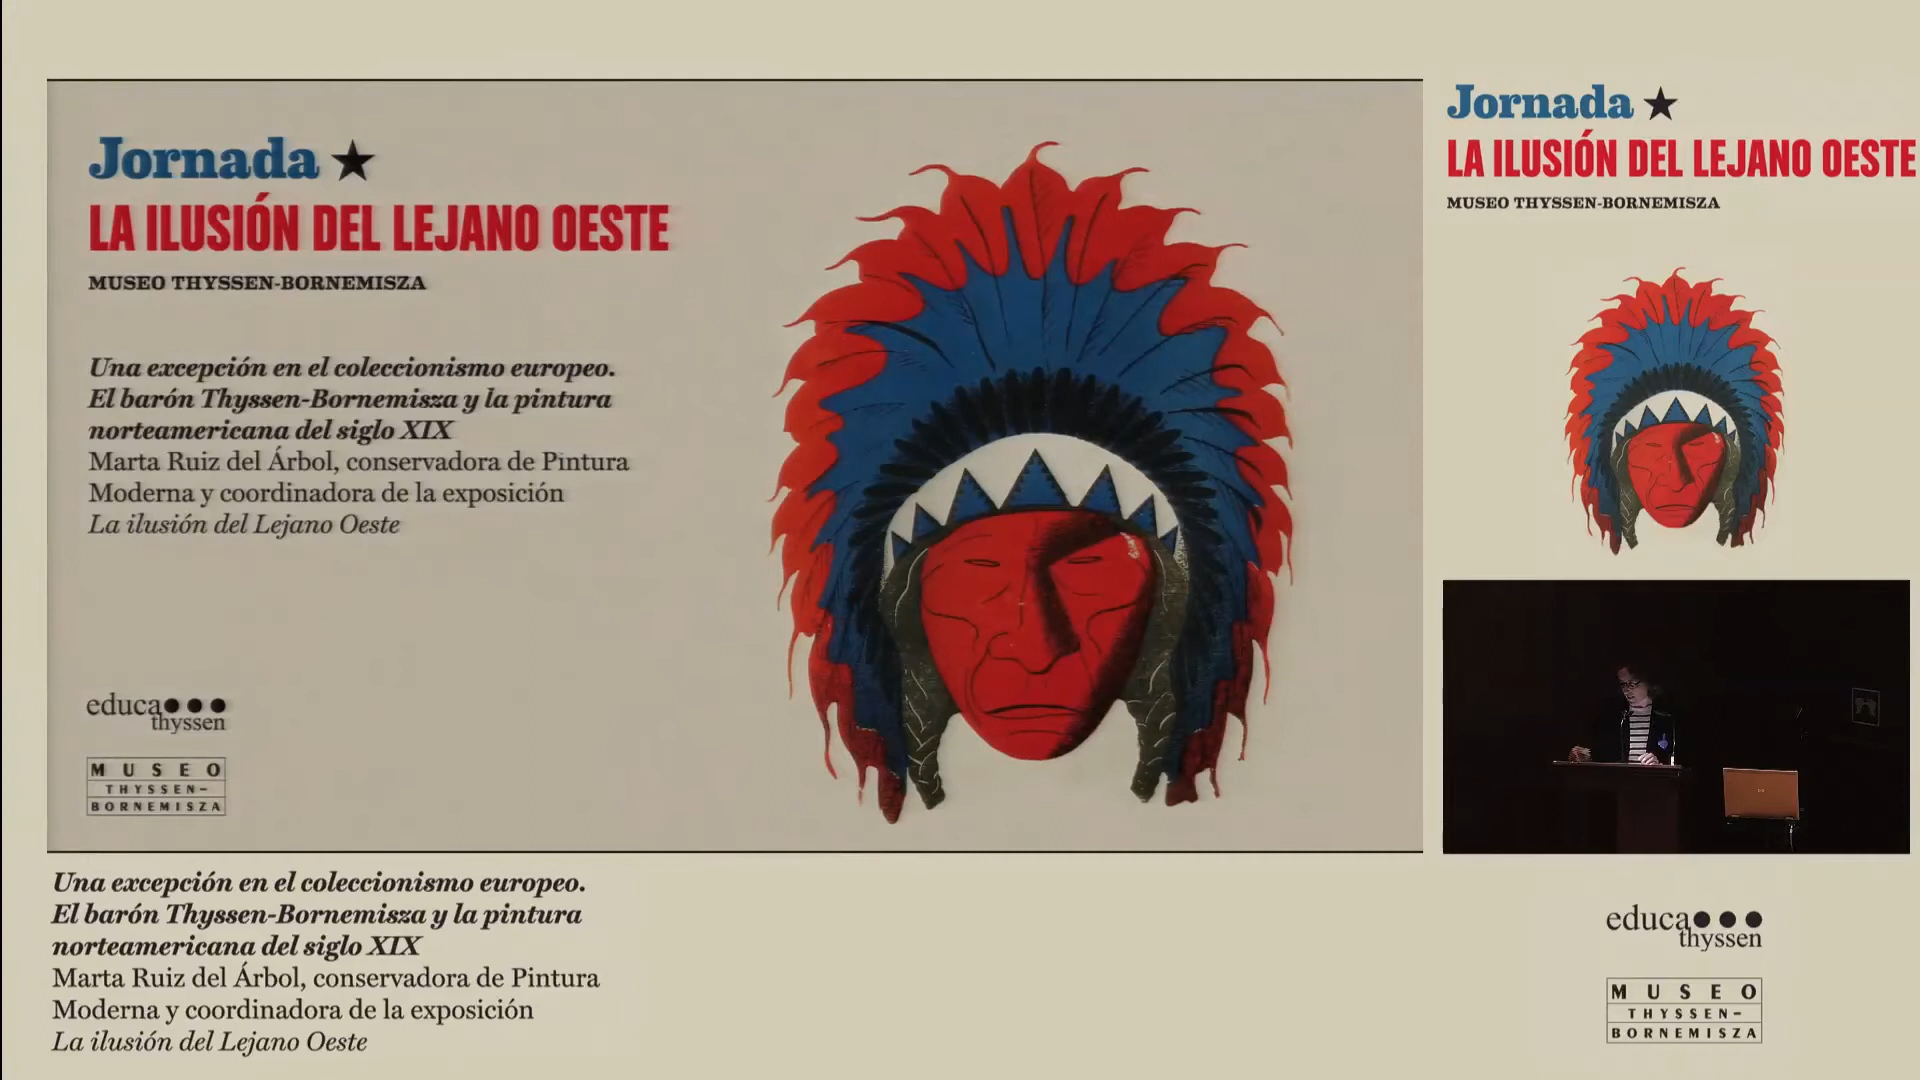 Jornada ★
LA ILUSIÓN DEL LEJANO OESTE
MUSEO THYSSEN-BORNEMISZA
Una excepción en el coleccionismo europeo.
El barón Thyssen-Bornemisza y la pintura
norteamericana del siglo XIX
Marta Ruiz del Árbol, conservadora de Pintura
Moderna y coordinadora de la exposición
La ilusión del Lejano Oeste
educa●●●
thyssen
MUSEO
THYSSEN-
BORNEMISZA
Una excepción en el coleccionismo europeo.
El barón Thyssen-Bornemisza y la pintura
norteamericana del siglo XIX
Marta Ruiz del Árbol, conservadora de Pintura
Moderna y coordinadora de la exposición
La ilusión del Lejano Oeste
Jornada ★
LA ILUSIÓN DEL LEJANO OESTE
MUSEO THYSSEN-BORNEMISZA
educa●●●
thyssen
MUSEO
THYSSEN-
BORNEMISZA